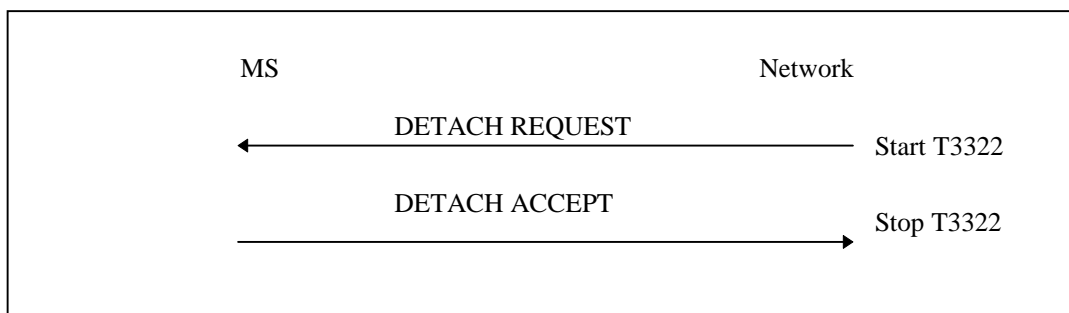 MS Network
DETACH REQUEST
Start T3322
DETACH ACCEPT
Stop T3322